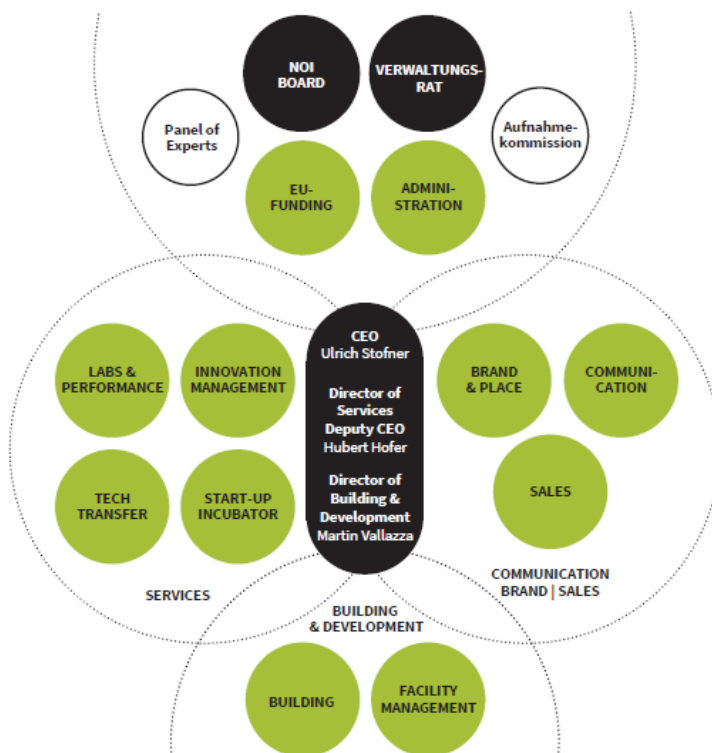 NOI
BOARD
VERWALTUNGS-
RAT
Panel of
Experts
Aufnahme-
kommission
EU-
FUNDING
ADMINI-
STRATION
CEO
Ulrich Stofner
Director of
Services
Deputy CEO
Hubert Hofer
Director of
Building &
Development
Martin Vallazza
LABS &
PERFORMANCE
INNOVATION
MANAGEMENT
TECH
TRANSFER
START-UP
INCUBATOR
SERVICES
BRAND
& PLACE
COMMUNI-
CATION
SALES
COMMUNICATION
BRAND | SALES
BUILDING
& DEVELOPMENT
BUILDING
FACILITY
MANAGEMENT